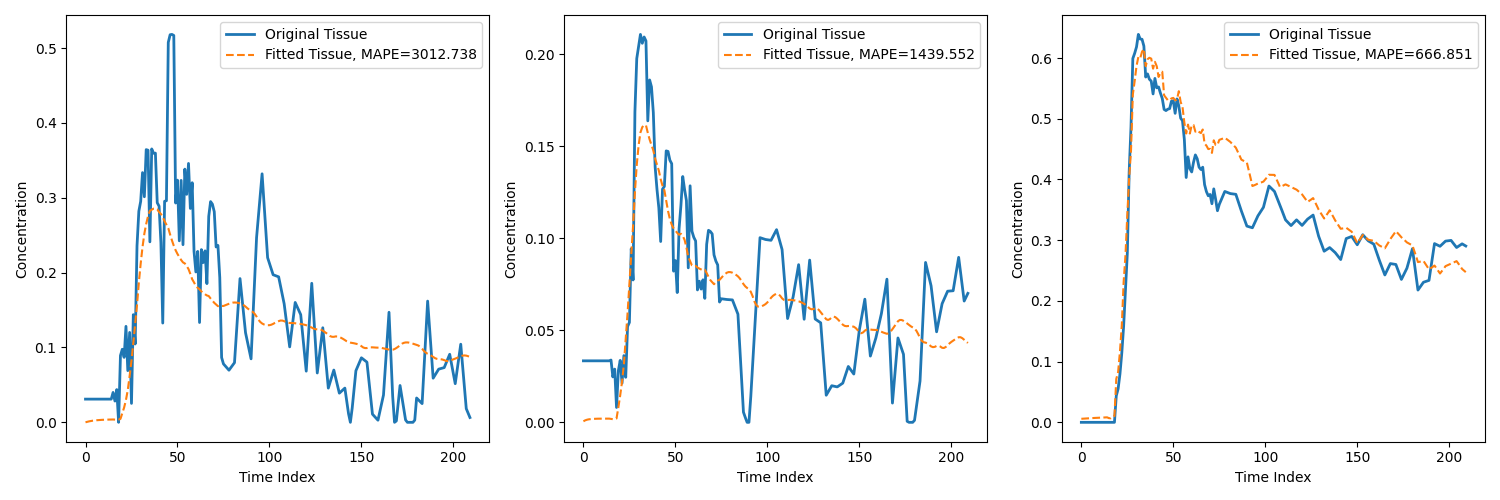 Original Tissue
Fitted Tissue, MAPE=3012.738
Concentration
0.5
0.4
0.3
0.2
0.1
0.0
0 50 100 150 200
Time Index
Original Tissue
Fitted Tissue, MAPE=1439.552
Concentration
0.20
0.15
0.10
0.05
0.00
0 50 100 150 200
Time Index
Original Tissue
Fitted Tissue, MAPE=666.851
Concentration
0.6
0.5
0.4
0.3
0.2
0.1
0.0
0 50 100 150 200
Time Index